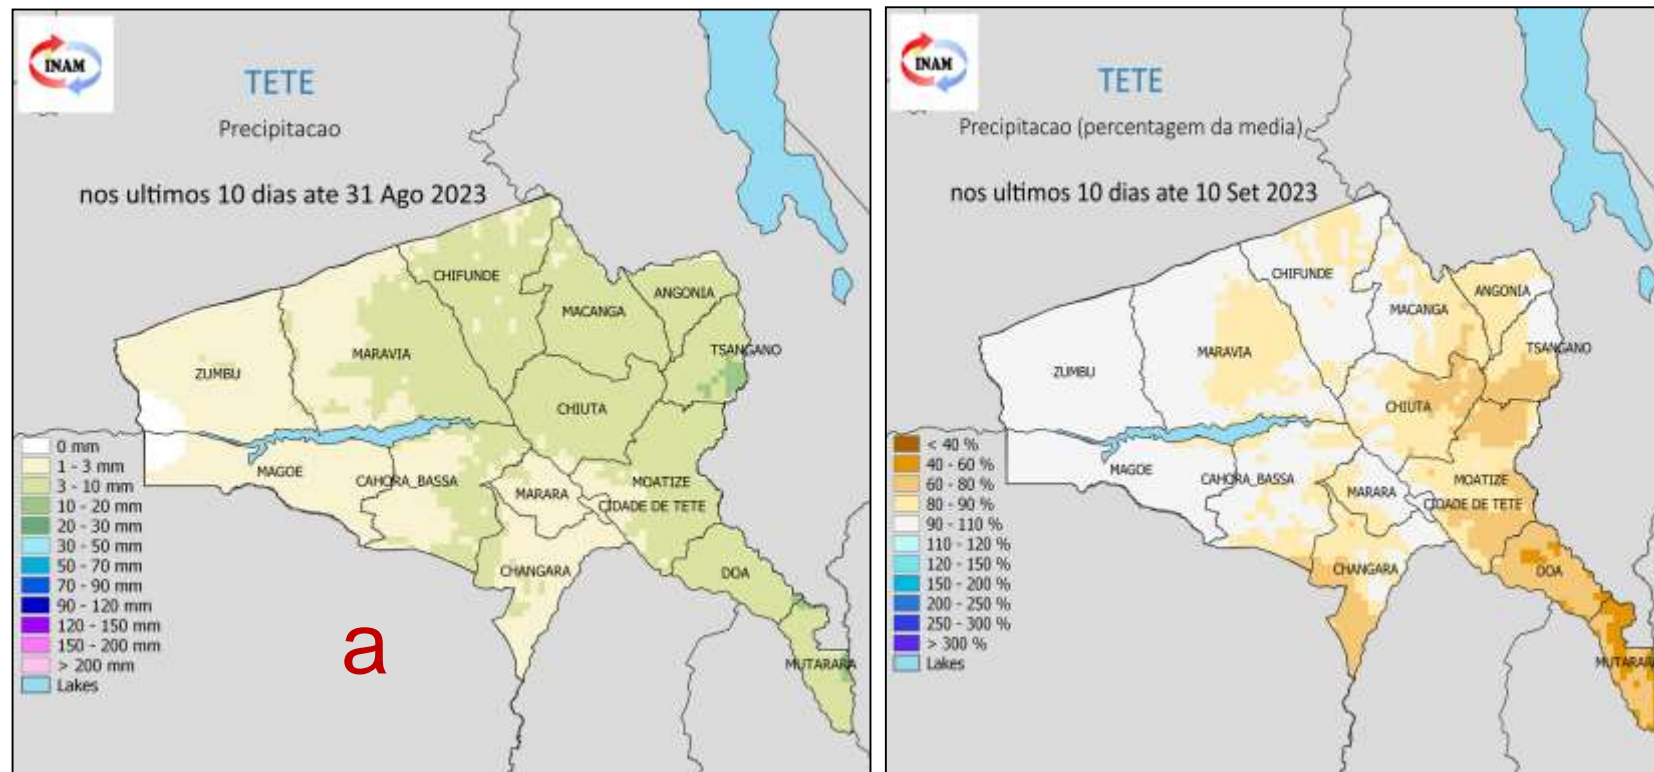 INAM
TETE
Precipitacao
nos ultimos 10 dias ate 31 Ago 2023
CHIFUNDE
ANGONIA
MACANGA
TSANGANO
MARAVIA
ZUMBU
CHIUTA
MAGOE
CAHORA_BASSA
MOATIZE
MARARA
CIDADE DE TETE
CHANGARA
DOA
MUTARARA
0 mm
1 - 3 mm
3 - 10 mm
10 - 20 mm
20 - 30 mm
30 - 50 mm
50 - 70 mm
70 - 90 mm
90 - 120 mm
120 - 150 mm
150 - 200 mm
> 200 mm
Lakes
a
INAM
TETE
Precipitacao (percentagem da media)
nos ultimos 10 dias ate 10 Set 2023
CHIFUNDE
ANGONIA
MACANGA
TSANGANO
MARAVIA
ZUMBU
CHIUTA
MAGOE
CAHORA_BASSA
MOATIZE
MARARA
CIDADE DE TETE
CHANGARA
DOA
MUTARARA
< 40 %
40 - 60 %
60 - 80 %
80 - 90 %
90 - 110 %
110 - 120 %
120 - 150 %
150 - 200 %
200 - 250 %
250 - 300 %
> 300 %
Lakes